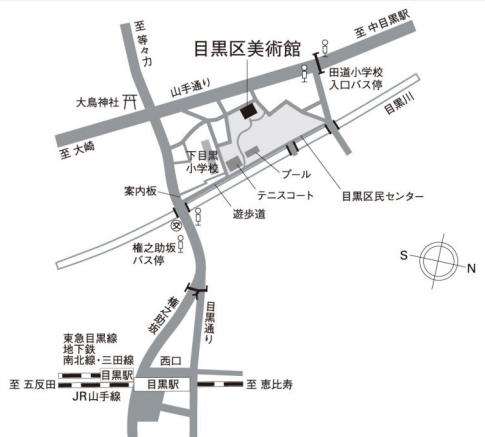 至 等々力
至 中目黒駅
目黒区美術館
山手通り
田道小学校
入口バス停
大鳥神社
目黒川
至 大崎
下目黒
小学校
プール
案内板
テニスコート
目黒区民センター
遊歩道
交
権之助坂
バス停
S
N
権之助坂
目黒通り
東急目黒線
地下鉄
南北線・三田線
西口
目黒駅
至 五反田
目黒駅
至 恵比寿
JR山手線